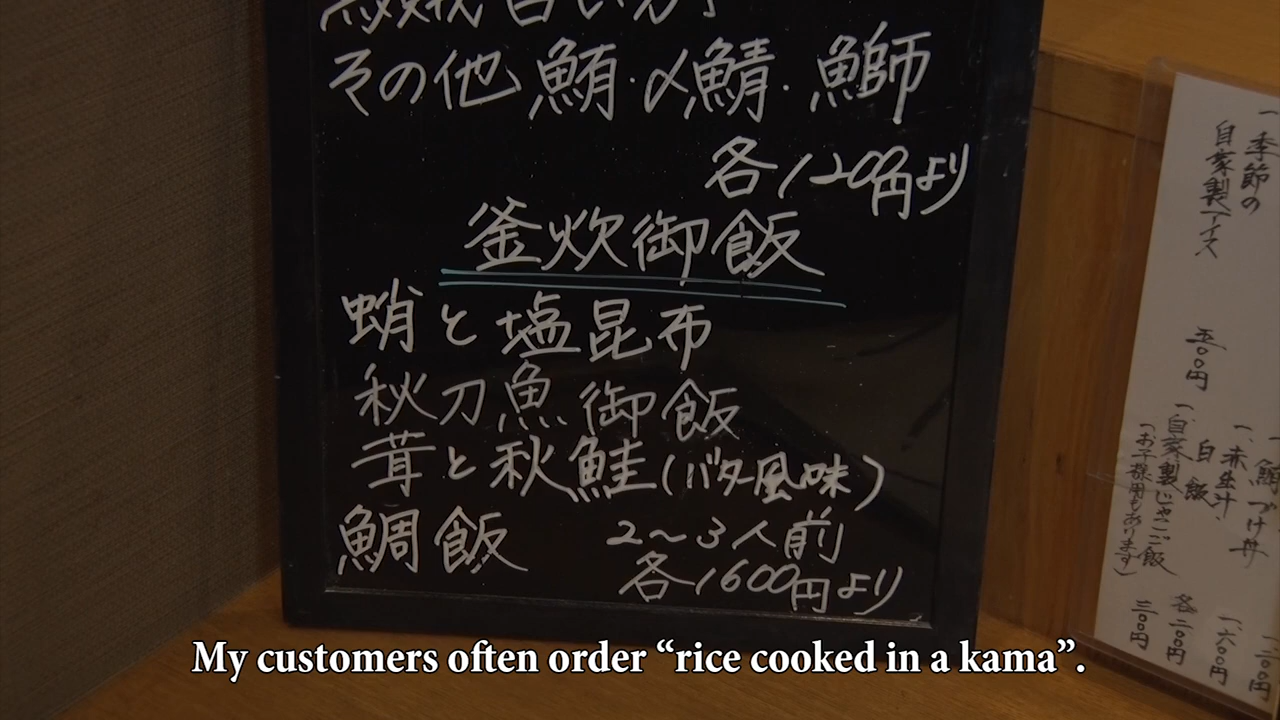 その他 鮪・〆鯖・鰤
各120円より
釜炊御飯
蛸と塩昆布
秋刀魚御飯
茸と秋鮭(バター風味)
鯛飯 2〜3人前
各1600円より
一 季節の
自家製アイス
五〇〇円
づけ丼
一、赤生汁
白飯
一、自家製じゃこご飯
(お子様用もあります)
一六〇円
各二〇〇円
三〇〇円
My customers often order “rice cooked in a kama”.